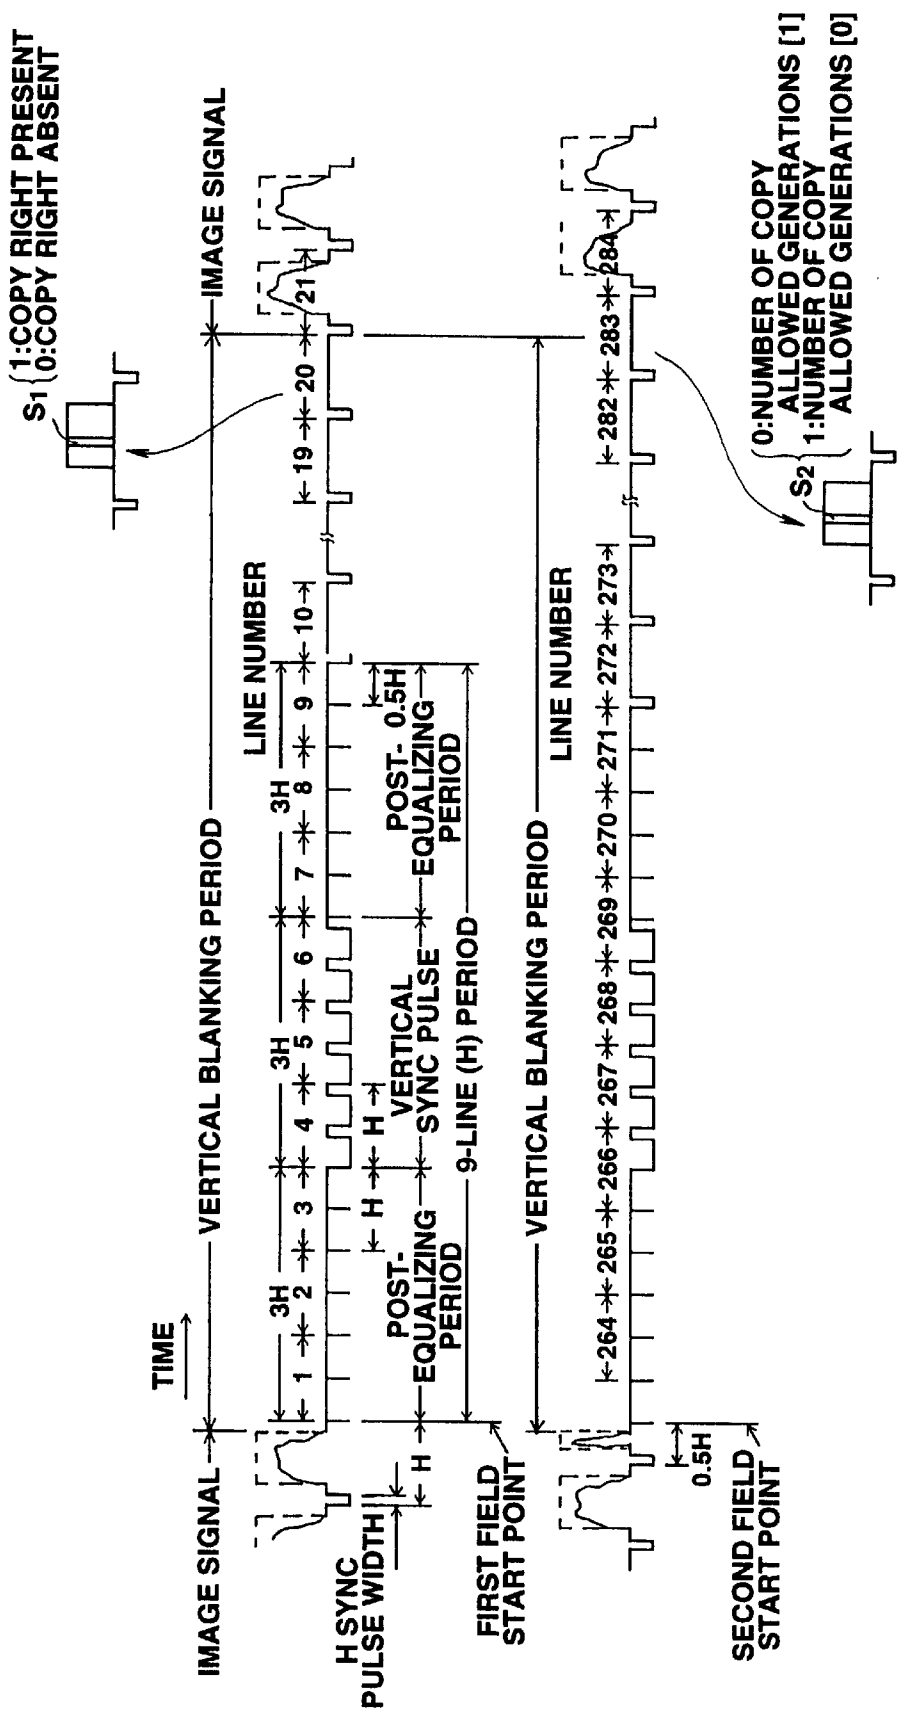 S1
1:COPY RIGHT PRESENT
0:COPY RIGHT ABSENT
TIME
IMAGE SIGNAL
VERTICAL BLANKING PERIOD
IMAGE SIGNAL
LINE NUMBER
3H
3H
3H
1 2 3 4 5 6 7 8 9 10 19 20 21
H
H
0.5H
H SYNC
PULSE WIDTH
H
POST-
EQUALIZING
PERIOD
VERTICAL
SYNC PULSE
POST-
EQUALIZING
PERIOD
9-LINE (H) PERIOD
FIRST FIELD
START POINT
VERTICAL BLANKING PERIOD
LINE NUMBER
264 265 266 267 268 269 270 271 272 273 282 283 284
0.5H
SECOND FIELD
START POINT
S2
0:NUMBER OF COPY
ALLOWED GENERATIONS [1]
1:NUMBER OF COPY
ALLOWED GENERATIONS [0]